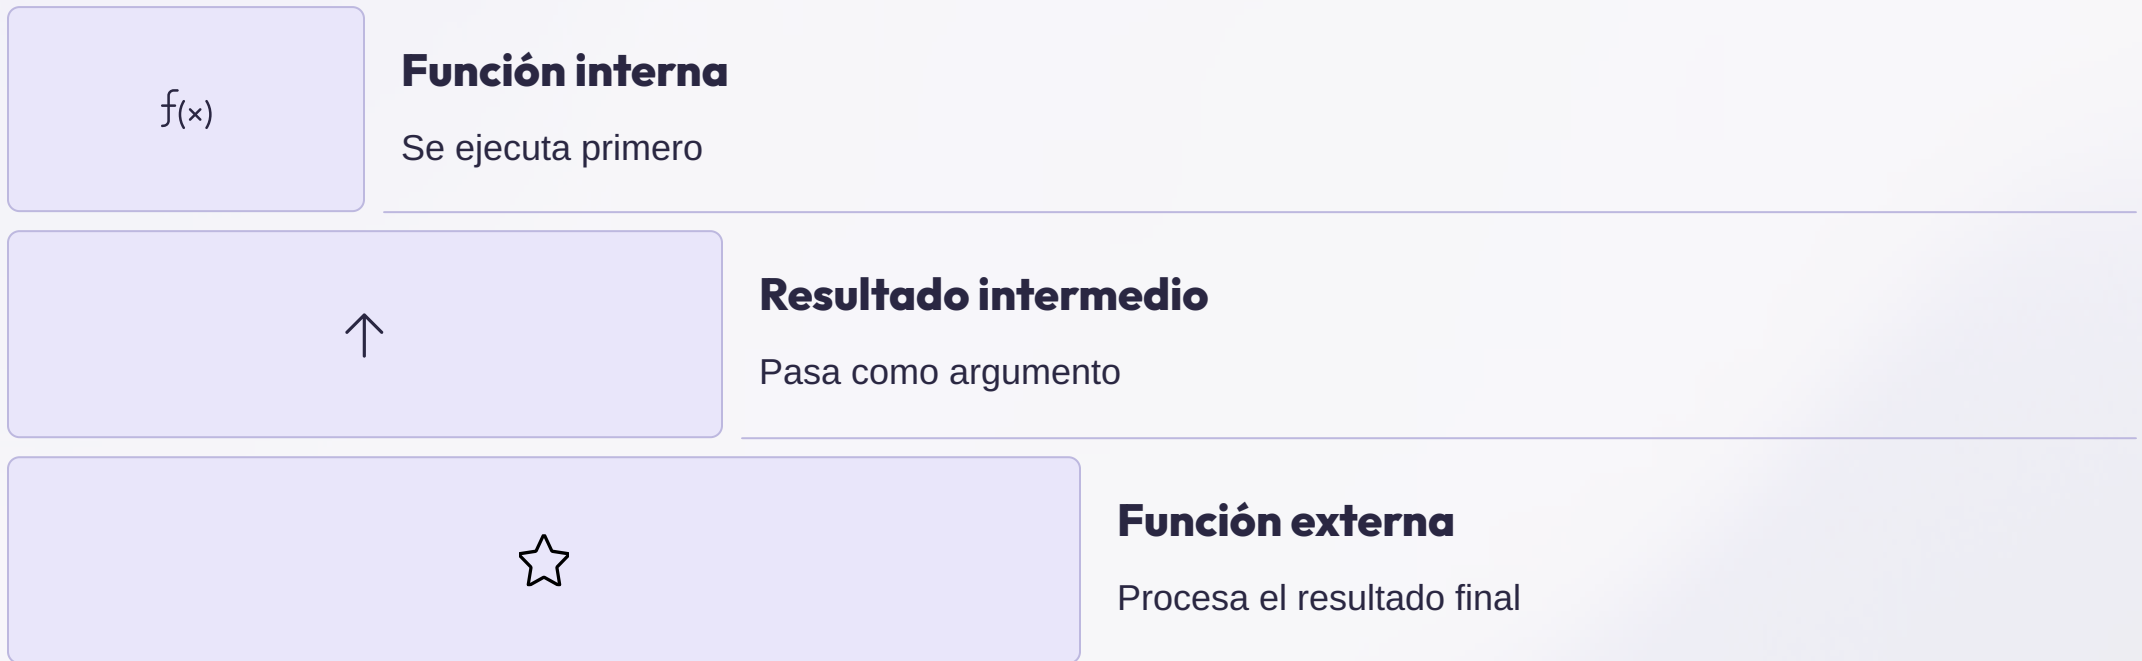 f(x)
Función interna
Se ejecuta primero
Resultado intermedio
Pasa como argumento
Función externa
Procesa el resultado final